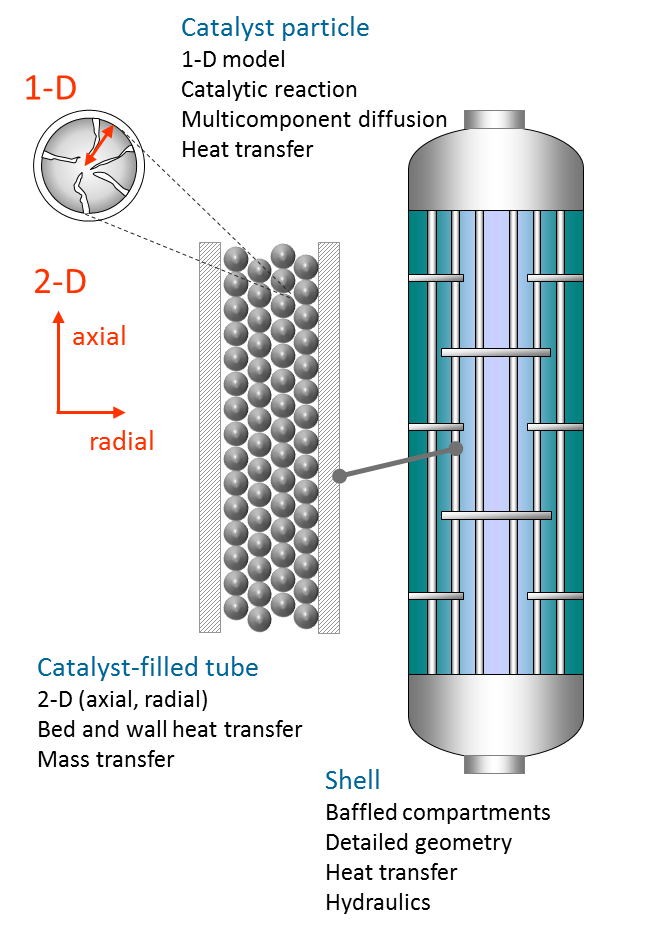 Catalyst particle
1-D model
Catalytic reaction
Multicomponent diffusion
Heat transfer
1-D
2-D
axial
radial
Catalyst-filled tube
2-D (axial, radial)
Bed and wall heat transfer
Mass transfer
Shell
Baffled compartments
Detailed geometry
Heat transfer
Hydraulics